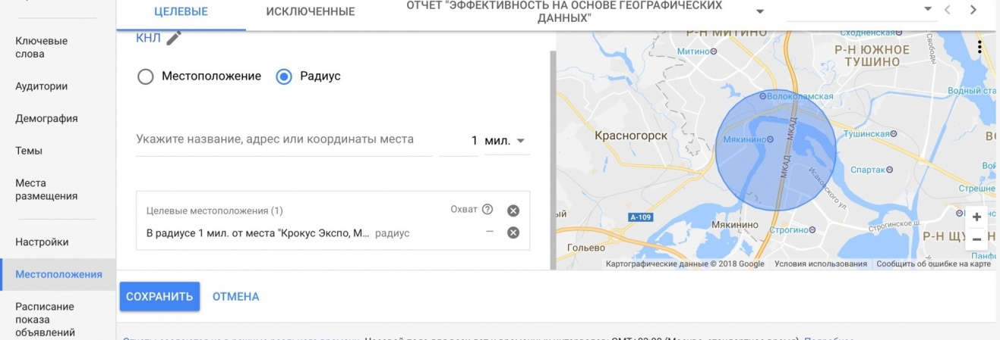 ЦЕЛЕВЫЕ
ИСКЛЮЧЕННЫЕ
ОТЧЕТ "ЭФФЕКТИВНОСТЬ НА ОСНОВЕ ГЕОГРАФИЧЕСКИХ
ДАННЫХ"
Ключевые
слова
Аудитории
Демография
Темы
Места
размещения
Настройки
Местоположения
Расписание
показа
объявлений
КНЛ
Местоположение
Радиус
Укажите название, адрес или координаты места
1 мил.
Целевые местоположения (1)
Охват
В радиусе 1 мил. от места "Крокус Экспо, М... радиус
–
СОХРАНИТЬ
ОТМЕНА
Р-Н МИТИНО
Сходненская
Митино
Р-Н ЮЖНОЕ
ТУШИНО
Свободы
Водный ста
Волоколамская
МКАД
Красногорск
Мякинино
Тушинская
МКАД
Спартак
Исаковского ул.
Вой
Стрешне
А-109
Мякинино
Строгино
Строгинское ш.
Р-Н ЩУ
Гольево
Панфи
+
−
Картографические данные © 2018 Google
Условия использования
Сообщить об ошибке на карте